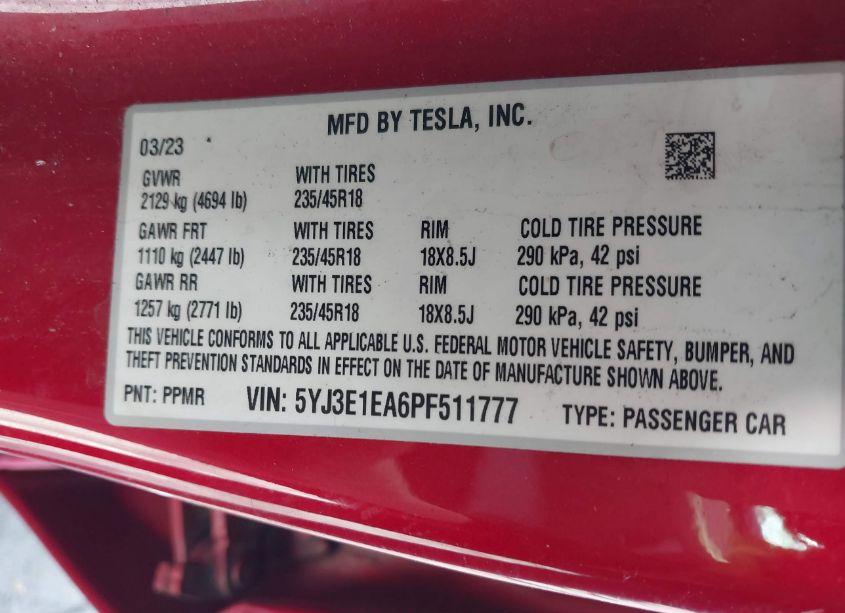 MFD BY TESLA, INC.
03/23
GVWR WITH TIRES
2129 kg (4694 lb) 235/45R18
GAWR FRT WITH TIRES RIM COLD TIRE PRESSURE
1110 kg (2447 lb) 235/45R18 18X8.5J 290 kPa, 42 psi
GAWR RR WITH TIRES RIM COLD TIRE PRESSURE
1257 kg (2771 lb) 235/45R18 18X8.5J 290 kPa, 42 psi
THIS VEHICLE CONFORMS TO ALL APPLICABLE U.S. FEDERAL MOTOR VEHICLE SAFETY, BUMPER, AND
THEFT PREVENTION STANDARDS IN EFFECT ON THE DATE OF MANUFACTURE SHOWN ABOVE.
PNT: PPMR VIN: 5YJ3E1EA6PF511777 TYPE: PASSENGER CAR